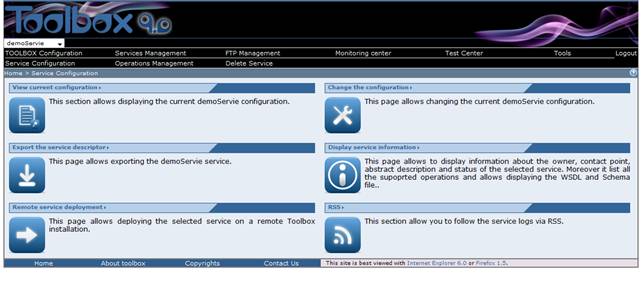 Toolbox 9.0
demoServie
TOOLBOX Configuration Services Management FTP Management Monitoring center Test Center Tools Logout
Service Configuration Operations Management Delete Service
Home > Service Configuration
View current configuration
This section allows displaying the current demoServie configuration.
Change the configuration
This page allows changing the current demoServie configuration.
Export the service descriptor
This page allows exporting the demoServie service.
Display service information
This page allows to display information about the owner, contact point,
abstract description and status of the selected service. Moreover it list all
the supoprted operations and allows displaying the WSDL and Schema
file..
Remote service deployment
This page allows deploying the selected service on a remote Toolbox
installation.
RSS
This section allow you to follow the service logs via RSS.
Home About toolbox Copyrights Contact Us
This site is best viewed with Internet Explorer 6.0 or Firefox 1.5.